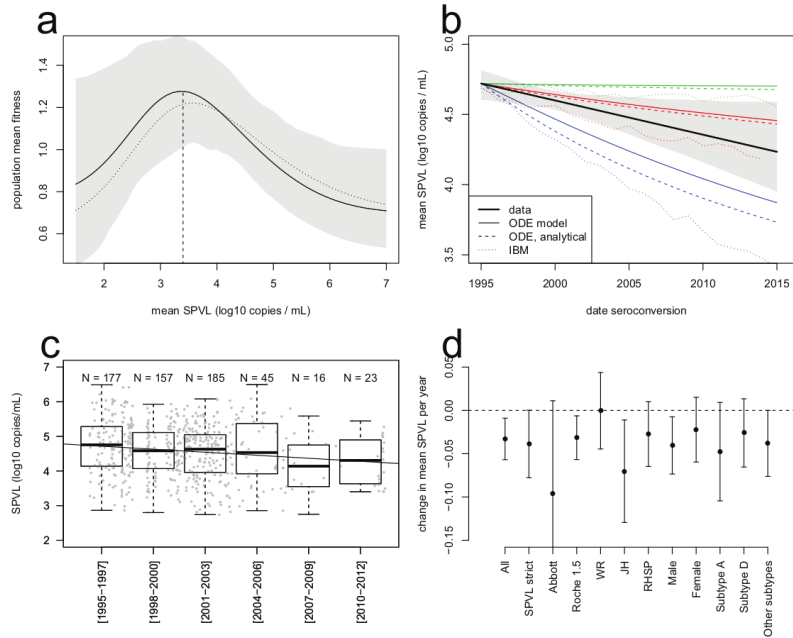 a
population mean fitness
1.4
1.2
1.0
0.8
0.6
2 3 4 5 6 7
mean SPVL (log10 copies / mL)
b
mean SPVL (log10 copies / mL)
5.0
4.5
4.0
3.5
data
ODE model
ODE, analytical
IBM
1995 2000 2005 2010 2015
date seroconversion
c
SPVL (log10 copies/mL)
N = 177 N = 157 N = 185 N = 45 N = 16 N = 23
7
6
5
4
3
2
[1995-1997]
[1998-2000]
[2001-2003]
[2004-2006]
[2007-2009]
[2010-2012]
d
change in mean SPVL per year
0.05
0.00
−0.05
−0.10
−0.15
All
SPVL strict
Abbott
Roche 1.5
WR
JH
RHSP
Male
Female
Subtype A
Subtype D
Other subtypes